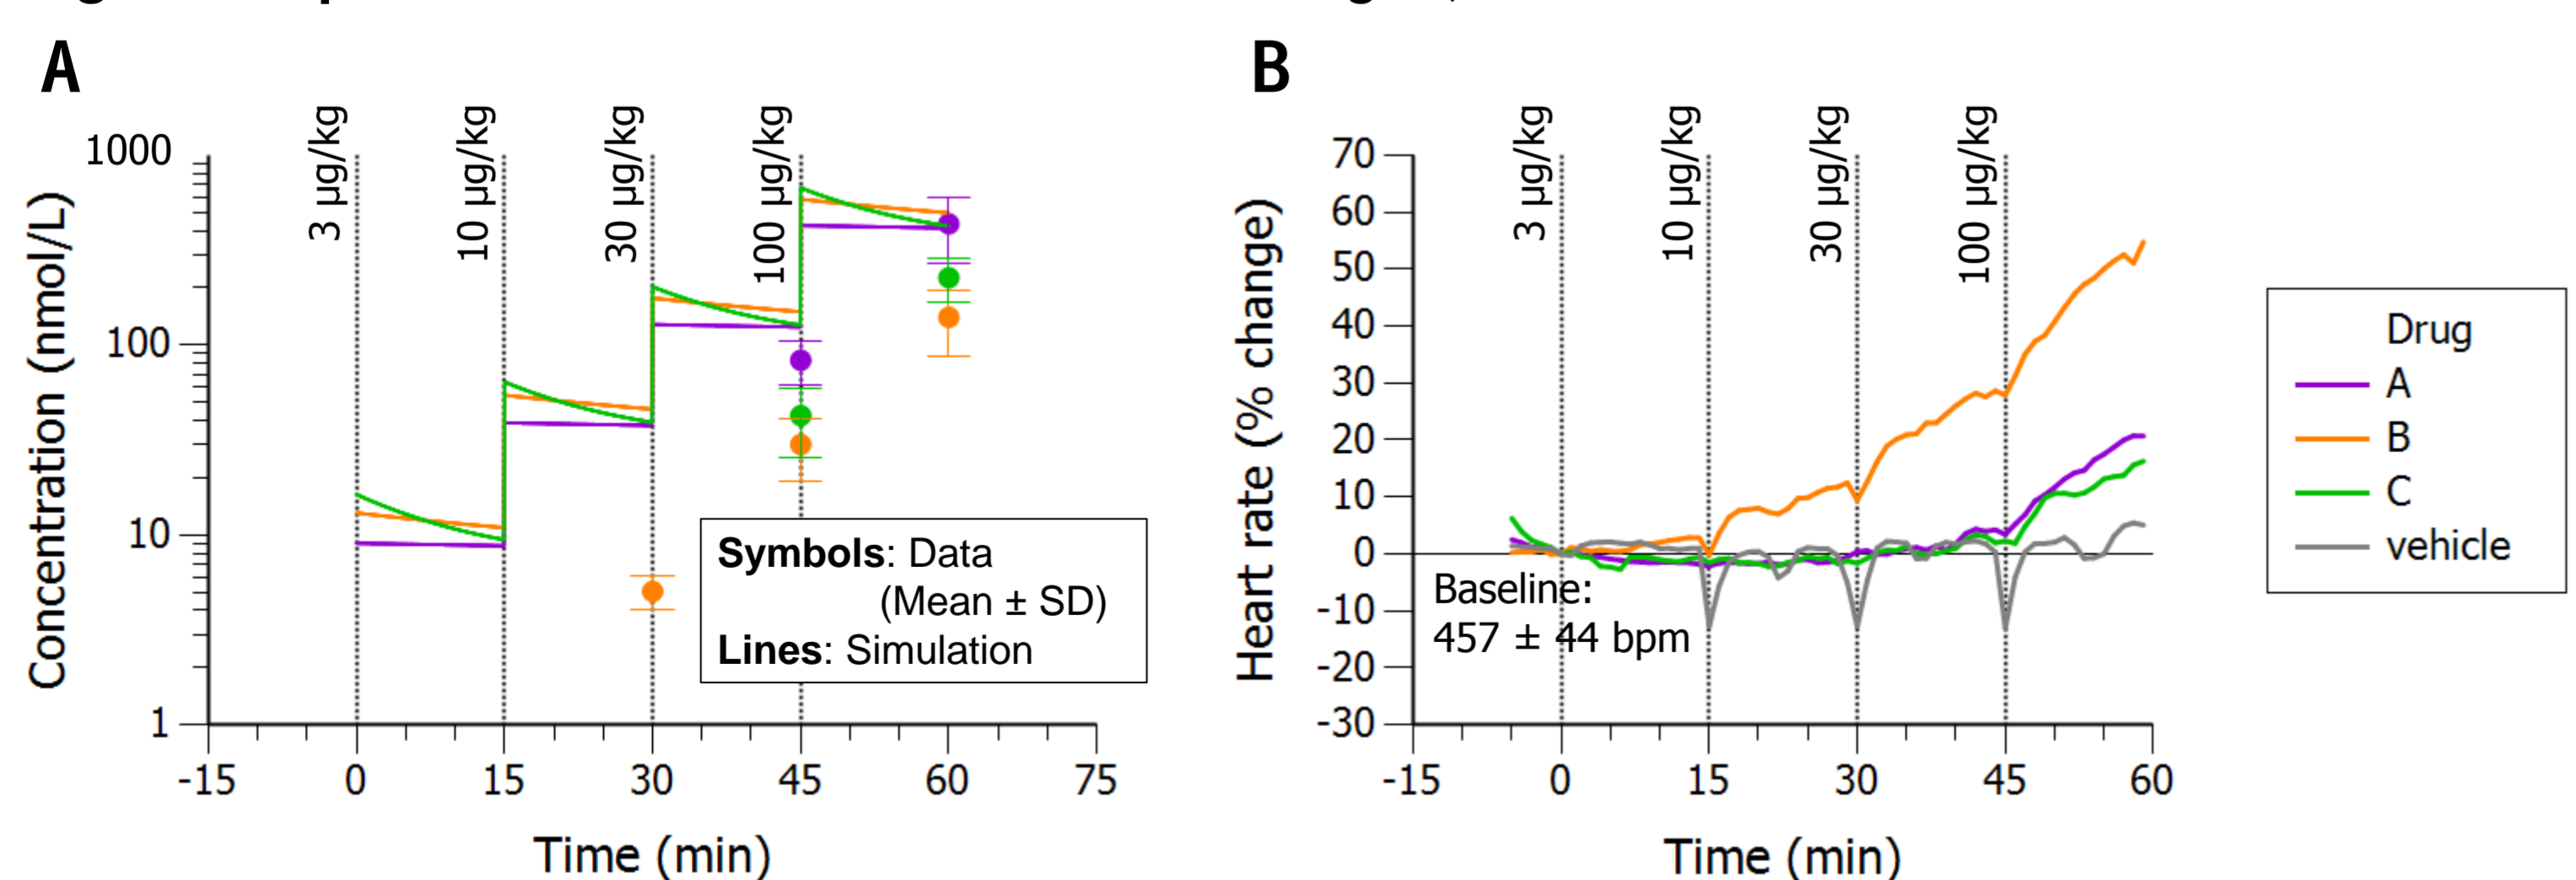 A
B
3 µg/kg
10 µg/kg
30 µg/kg
100 µg/kg
1000
100
10
1
Concentration (nmol/L)
Symbols: Data
(Mean ± SD)
Lines: Simulation
-15 0 15 30 45 60 75
Time (min)
3 µg/kg
10 µg/kg
30 µg/kg
100 µg/kg
70
60
50
40
30
20
10
0
-10
-20
-30
Heart rate (% change)
Baseline:
457 ± 44 bpm
-15 0 15 30 45 60
Time (min)
Drug
A
B
C
vehicle